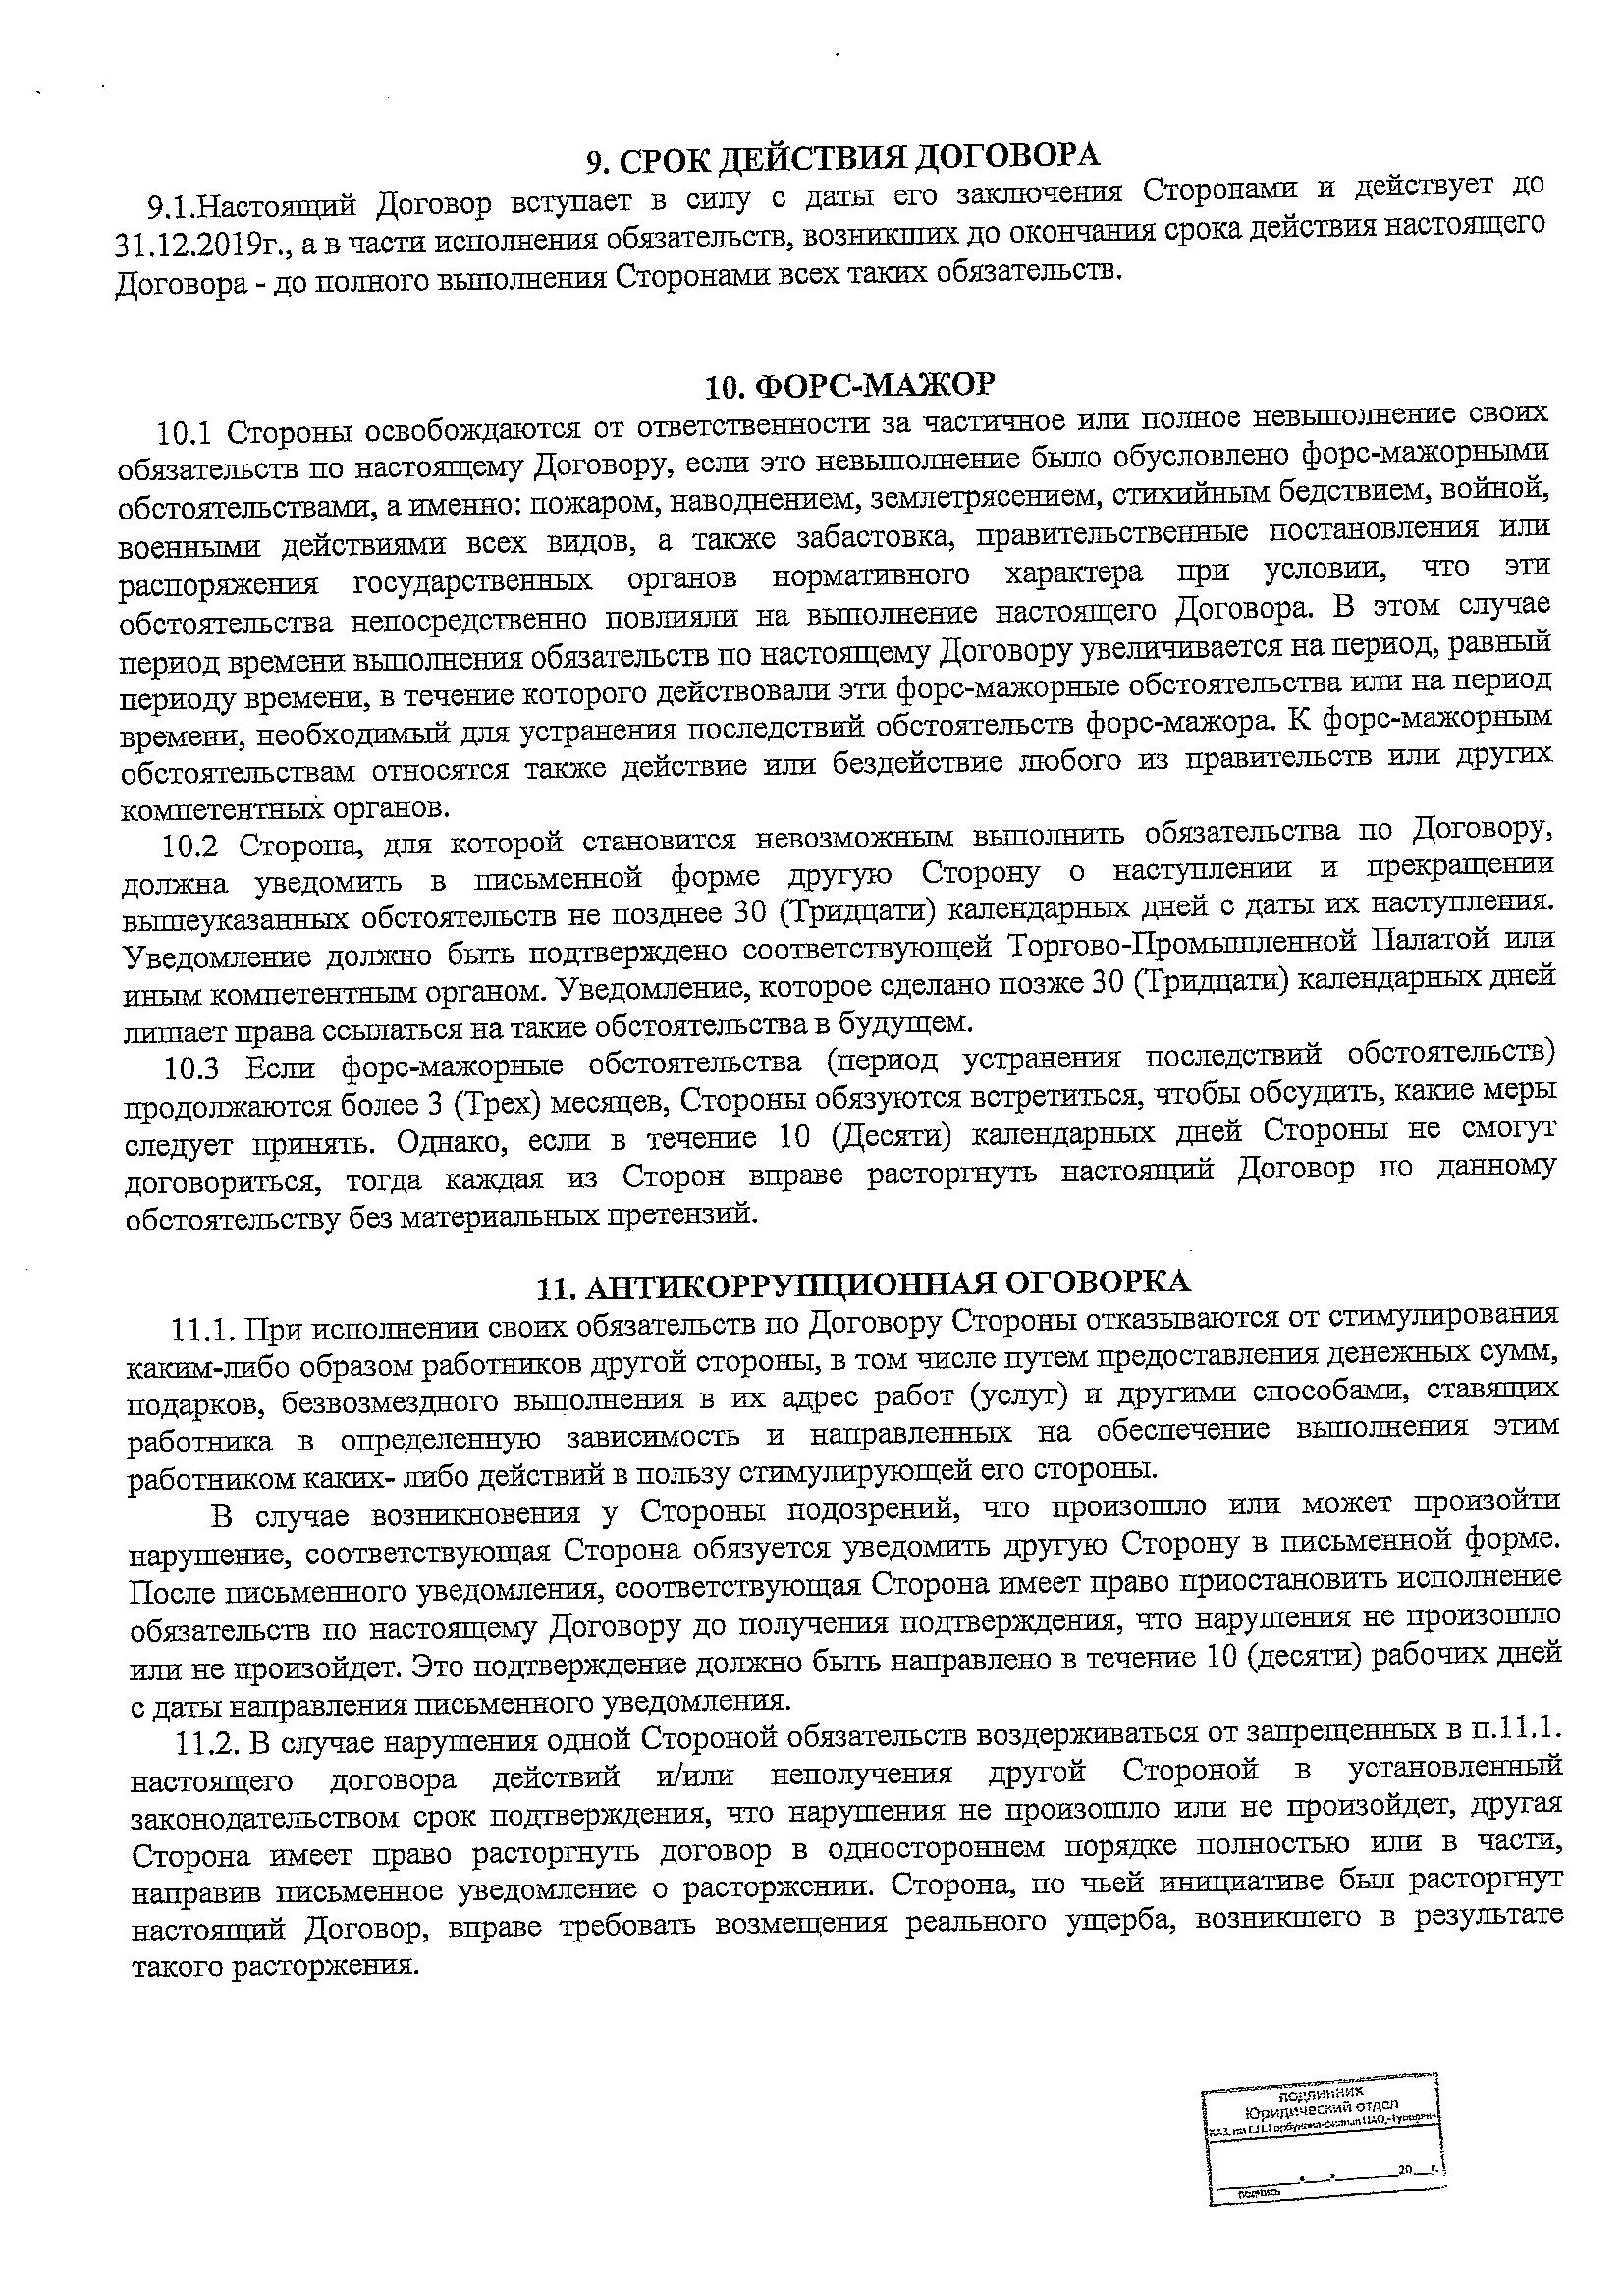 9. СРОК ДЕЙСТВИЯ ДОГОВОРА
9.1.Настоящий Договор вступает в силу с даты его заключения Сторонами и действует до
31.12.2019г., а в части исполнения обязательств, возникших до окончания срока действия настоящего
Договора - до полного выполнения Сторонами всех таких обязательств.
10. ФОРС-МАЖОР
10.1 Стороны освобождаются от ответственности за частичное или полное невыполнение своих
обязательств по настоящему Договору, если это невыполнение было обусловлено форс-мажорными
обстоятельствами, а именно: пожаром, наводнением, землетрясением, стихийным бедствием, войной,
военными действиями всех видов, а также забастовка, правительственные постановления или
распоряжения государственных органов нормативного характера при условии, что эти
обстоятельства непосредственно повлияли на выполнение настоящего Договора. В этом случае
период времени выполнения обязательств по настоящему Договору увеличивается на период, равный
периоду времени, в течение которого действовали эти форс-мажорные обстоятельства или на период
времени, необходимый для устранения последствий обстоятельств форс-мажора. К форс-мажорным
обстоятельствам относятся также действие или бездействие любого из правительств или других
компетентных органов.
10.2 Сторона, для которой становится невозможным выполнить обязательства по Договору,
должна уведомить в письменной форме другую Сторону о наступлении и прекращении
вышеуказанных обстоятельств не позднее 30 (Тридцати) календарных дней с даты их наступления.
Уведомление должно быть подтверждено соответствующей Торгово-Промышленной Палатой или
иным компетентным органом. Уведомление, которое сделано позже 30 (Тридцати) календарных дней
лишает права ссылаться на такие обстоятельства в будущем.
10.3 Если форс-мажорные обстоятельства (период устранения последствий обстоятельств)
продолжаются более 3 (Трех) месяцев, Стороны обязуются встретиться, чтобы обсудить, какие меры
следует принять. Однако, если в течение 10 (Десяти) календарных дней Стороны не смогут
договориться, тогда каждая из Сторон вправе расторгнуть настоящий Договор по данному
обстоятельству без материальных претензий.
11. АНТИКОРРУПЦИОННАЯ ОГОВОРКА
11.1. При исполнении своих обязательств по Договору Стороны отказываются от стимулирования
каким-либо образом работников другой стороны, в том числе путем предоставления денежных сумм,
подарков, безвозмездного выполнения в их адрес работ (услуг) и другими способами, ставящих
работника в определенную зависимость и направленных на обеспечение выполнения этим
работником каких- либо действий в пользу стимулирующей его стороны.
В случае возникновения у Стороны подозрений, что произошло или может произойти
нарушение, соответствующая Сторона обязуется уведомить другую Сторону в письменной форме.
После письменного уведомления, соответствующая Сторона имеет право приостановить исполнение
обязательств по настоящему Договору до получения подтверждения, что нарушения не произошло
или не произойдет. Это подтверждение должно быть направлено в течение 10 (десяти) рабочих дней
с даты направления письменного уведомления.
11.2. В случае нарушения одной Стороной обязательств воздерживаться от запрещенных в п.11.1.
настоящего договора действий и/или неполучения другой Стороной в установленный
законодательством срок подтверждения, что нарушения не произошло или не произойдет, другая
Сторона имеет право расторгнуть договор в одностороннем порядке полностью или в части,
направив письменное уведомление о расторжении. Сторона, по чьей инициативе был расторгнут
настоящий Договор, вправе требовать возмещения реального ущерба, возникшего в результате
такого расторжения.
ПОДЛИННИК
Юридический отдел
20__г.
подпись